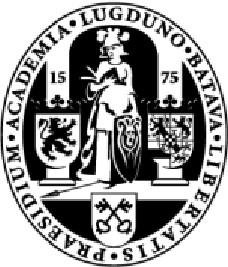 ACADEMIA · LUGDUNO · BATAVA · LIBERTATIS · PRAESIDIUM ·
15 75